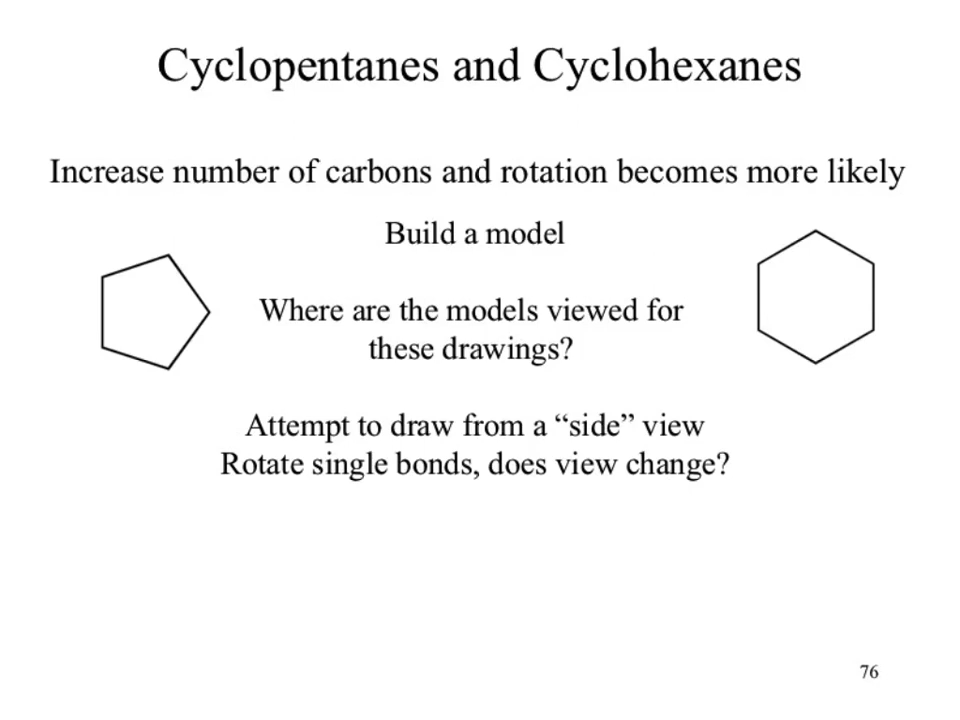 Cyclopentanes and Cyclohexanes
Increase number of carbons and rotation becomes more likely
Build a model
Where are the models viewed for
these drawings?
Attempt to draw from a “side” view
Rotate single bonds, does view change?
76